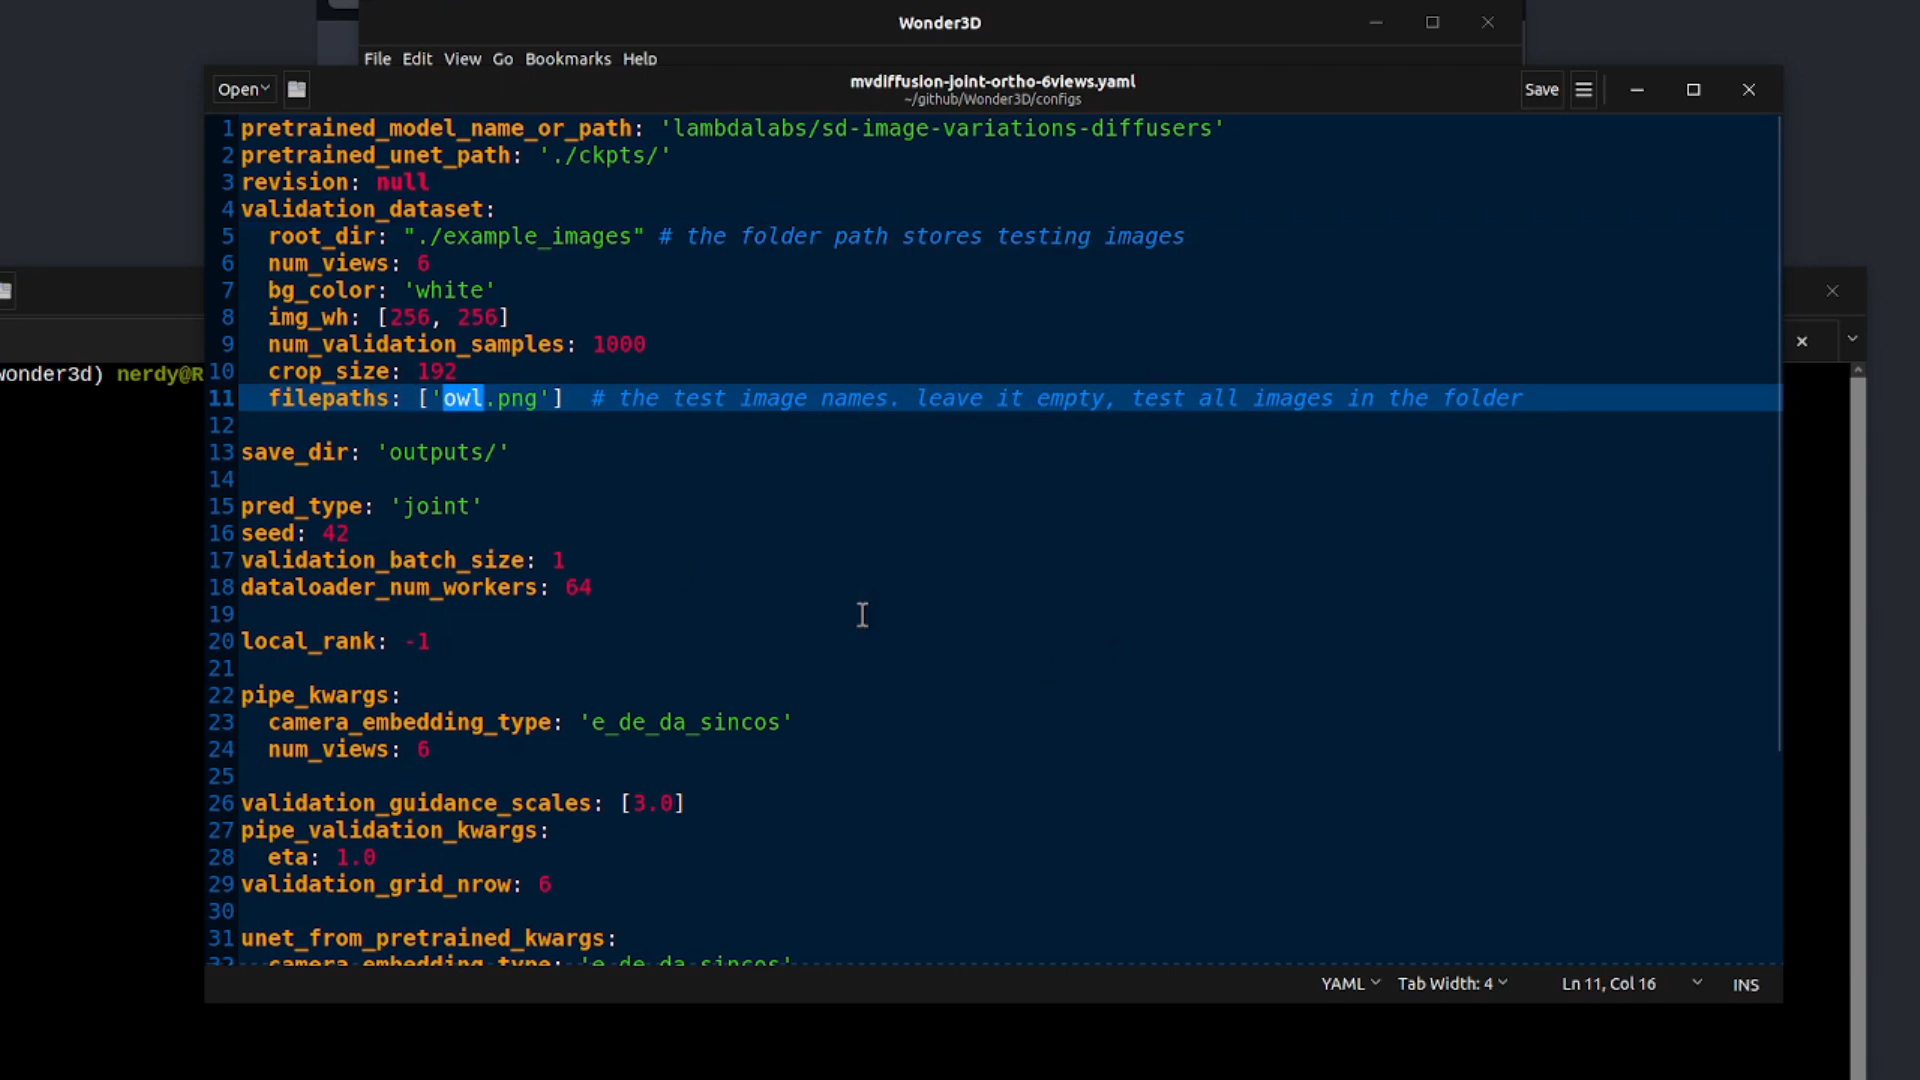 Wonder3D
File Edit View Go Bookmarks Help
Open
mvdiffusion-joint-ortho-6views.yaml
~/github/Wonder3D/configs
Save
1 pretrained_model_name_or_path: 'lambdalabs/sd-image-variations-diffusers'
2 pretrained_unet_path: './ckpts/'
3 revision: null
4 validation_dataset:
5 root_dir: "./example_images" # the folder path stores testing images
6 num_views: 6
7 bg_color: 'white'
8 img_wh: [256, 256]
9 num_validation_samples: 1000
10 crop_size: 192
11 filepaths: ['owl.png'] # the test image names. leave it empty, test all images in the folder
12
13 save_dir: 'outputs/'
14
15 pred_type: 'joint'
16 seed: 42
17 validation_batch_size: 1
18 dataloader_num_workers: 64
19
20 local_rank: -1
21
22 pipe_kwargs:
23 camera_embedding_type: 'e_de_da_sincos'
24 num_views: 6
25
26 validation_guidance_scales: [3.0]
27 pipe_validation_kwargs:
28 eta: 1.0
29 validation_grid_nrow: 6
30
31 unet_from_pretrained_kwargs:
32 camera_embedding_type: 'e_de_da_sincos'
wonder3d) nerdy@R
YAML Tab Width: 4 Ln 11, Col 16 INS